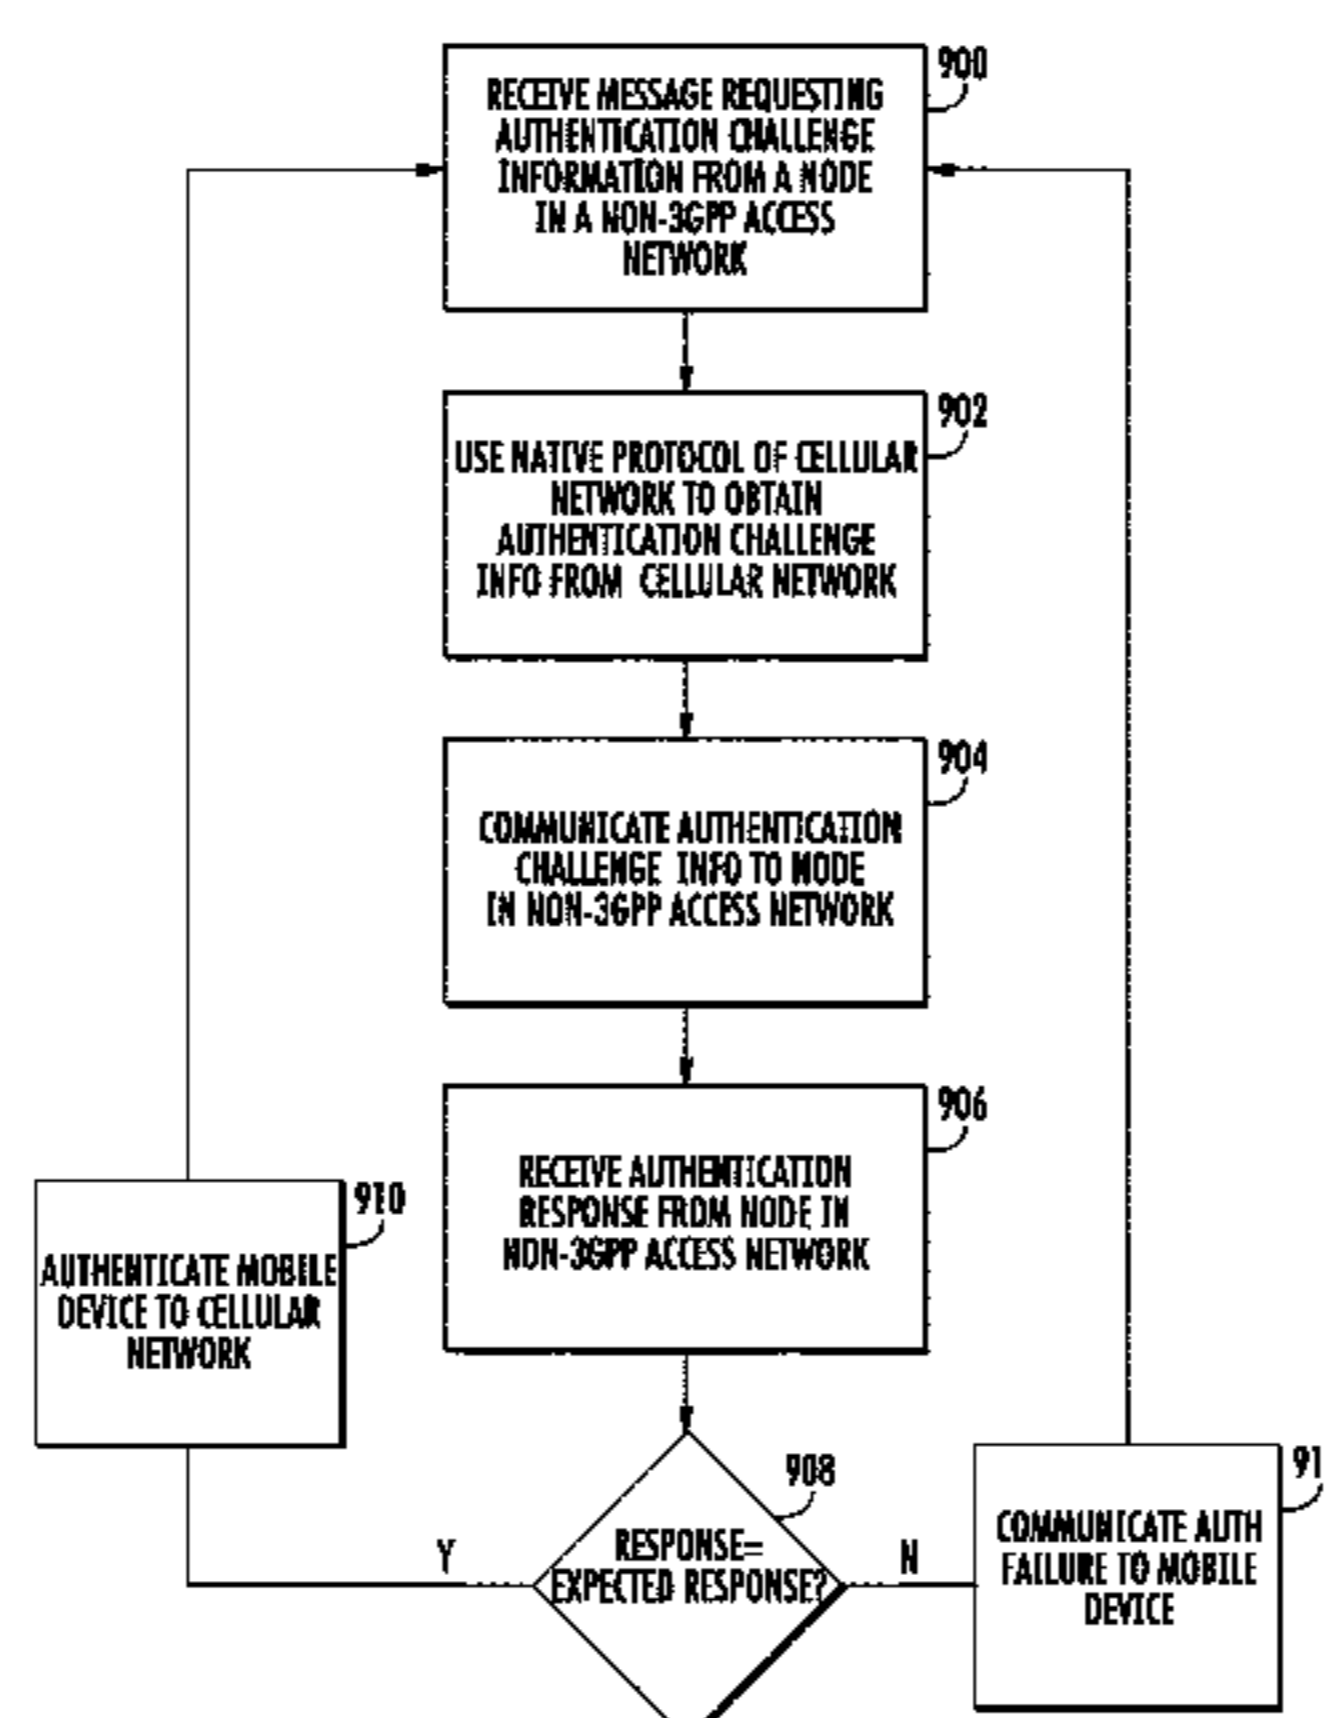 900
RECEIVE MESSAGE REQUESTING
AUTHENTICATION CHALLENGE
INFORMATION FROM A NODE
IN A NON-3GPP ACCESS
NETWORK
902
USE NATIVE PROTOCOL OF CELLULAR
NETWORK TO OBTAIN
AUTHENTICATION CHALLENGE
INFO FROM CELLULAR NETWORK
904
COMMUNICATE AUTHENTICATION
CHALLENGE INFO TO NODE
IN NON-3GPP ACCESS NETWORK
906
RECEIVE AUTHENTICATION
RESPONSE FROM NODE IN
NON-3GPP ACCESS NETWORK
910
AUTHENTICATE MOBILE
DEVICE TO CELLULAR
NETWORK
908
RESPONSE=
EXPECTED RESPONSE?
Y
N
91
COMMUNICATE AUTH
FAILURE TO MOBILE
DEVICE